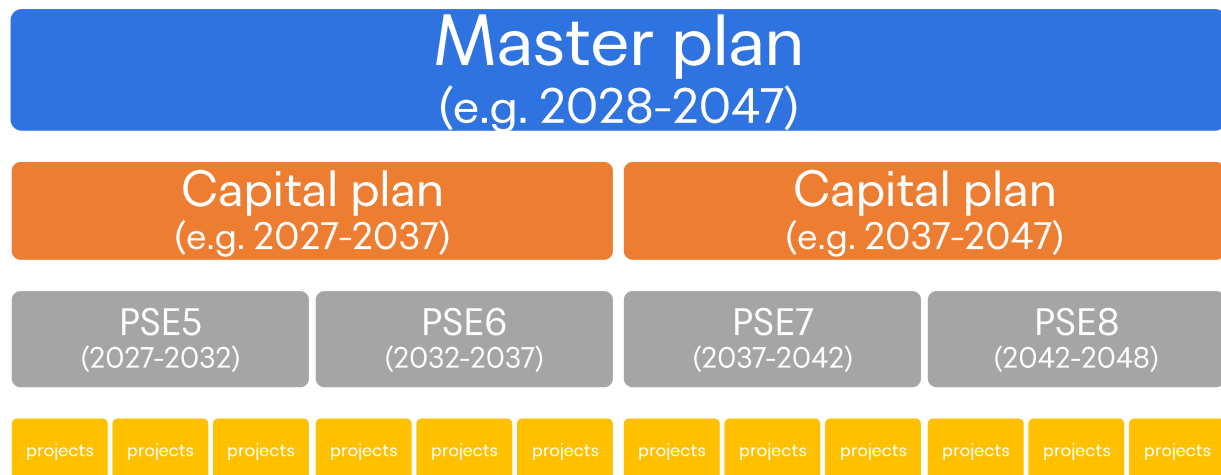 Master plan
(e.g. 2028-2047)
Capital plan
(e.g. 2027-2037)
Capital plan
(e.g. 2037-2047)
PSE5
(2027-2032)
PSE6
(2032-2037)
PSE7
(2037-2042)
PSE8
(2042-2048)
projects
projects
projects
projects
projects
projects
projects
projects
projects
projects
projects
projects